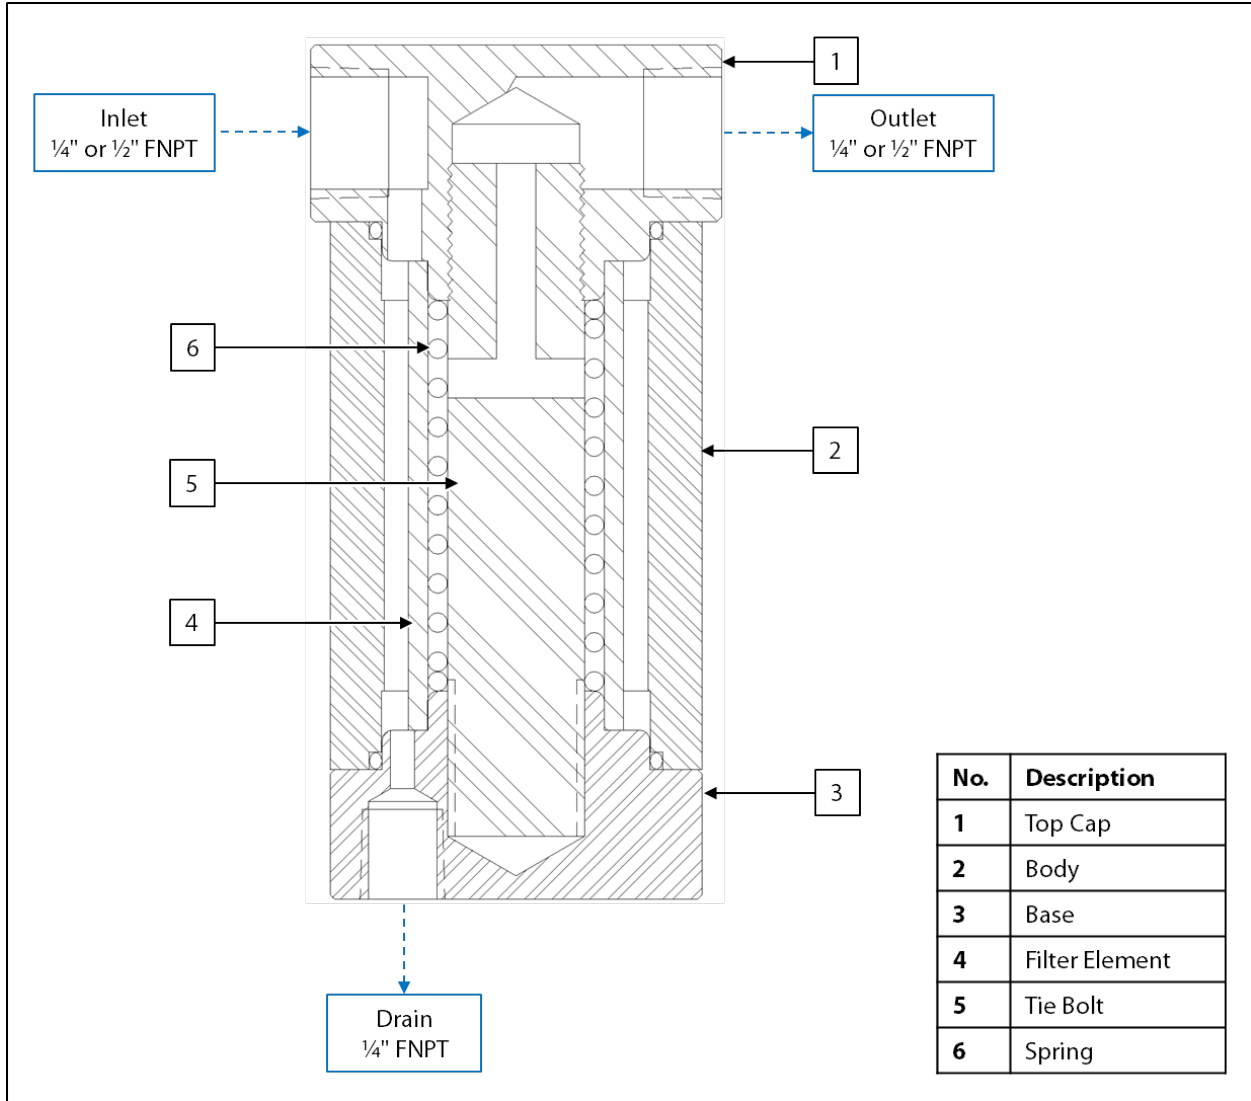 1
Inlet
¼" or ½" FNPT
Outlet
¼" or ½" FNPT
6
2
5
4
3
No. Description
1 Top Cap
2 Body
3 Base
4 Filter Element
5 Tie Bolt
6 Spring
Drain
¼" FNPT